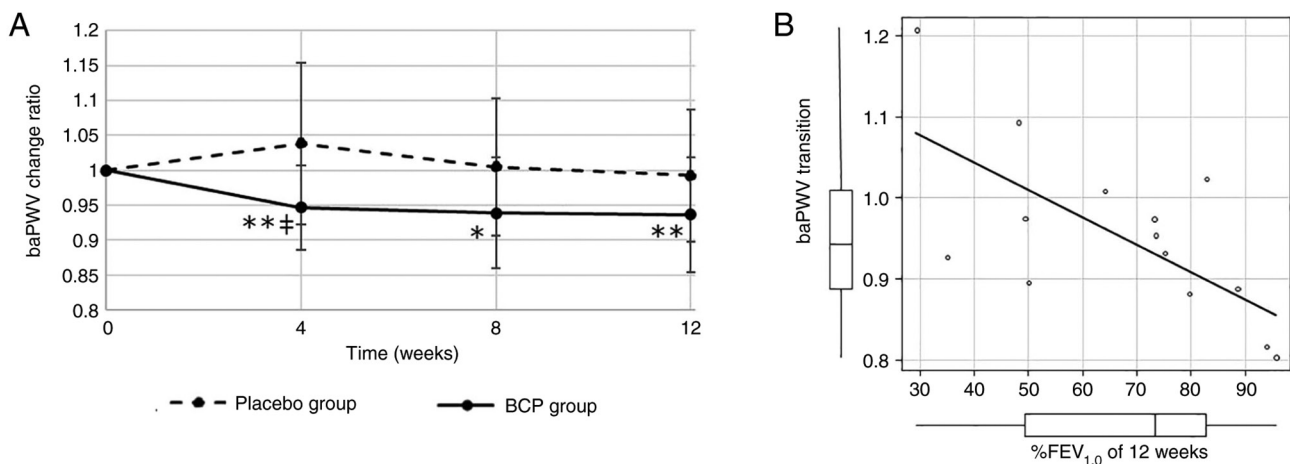 A
baPWV change ratio
1.2
1.15
1.1
1.05
1
0.95
0.9
0.85
0.8
**‡
*
**
0
4
8
12
Time (weeks)
Placebo group
BCP group
B
baPWV transition
1.2
1.1
1.0
0.9
0.8
30 40 50 60 70 80 90
%FEV1.0 of 12 weeks